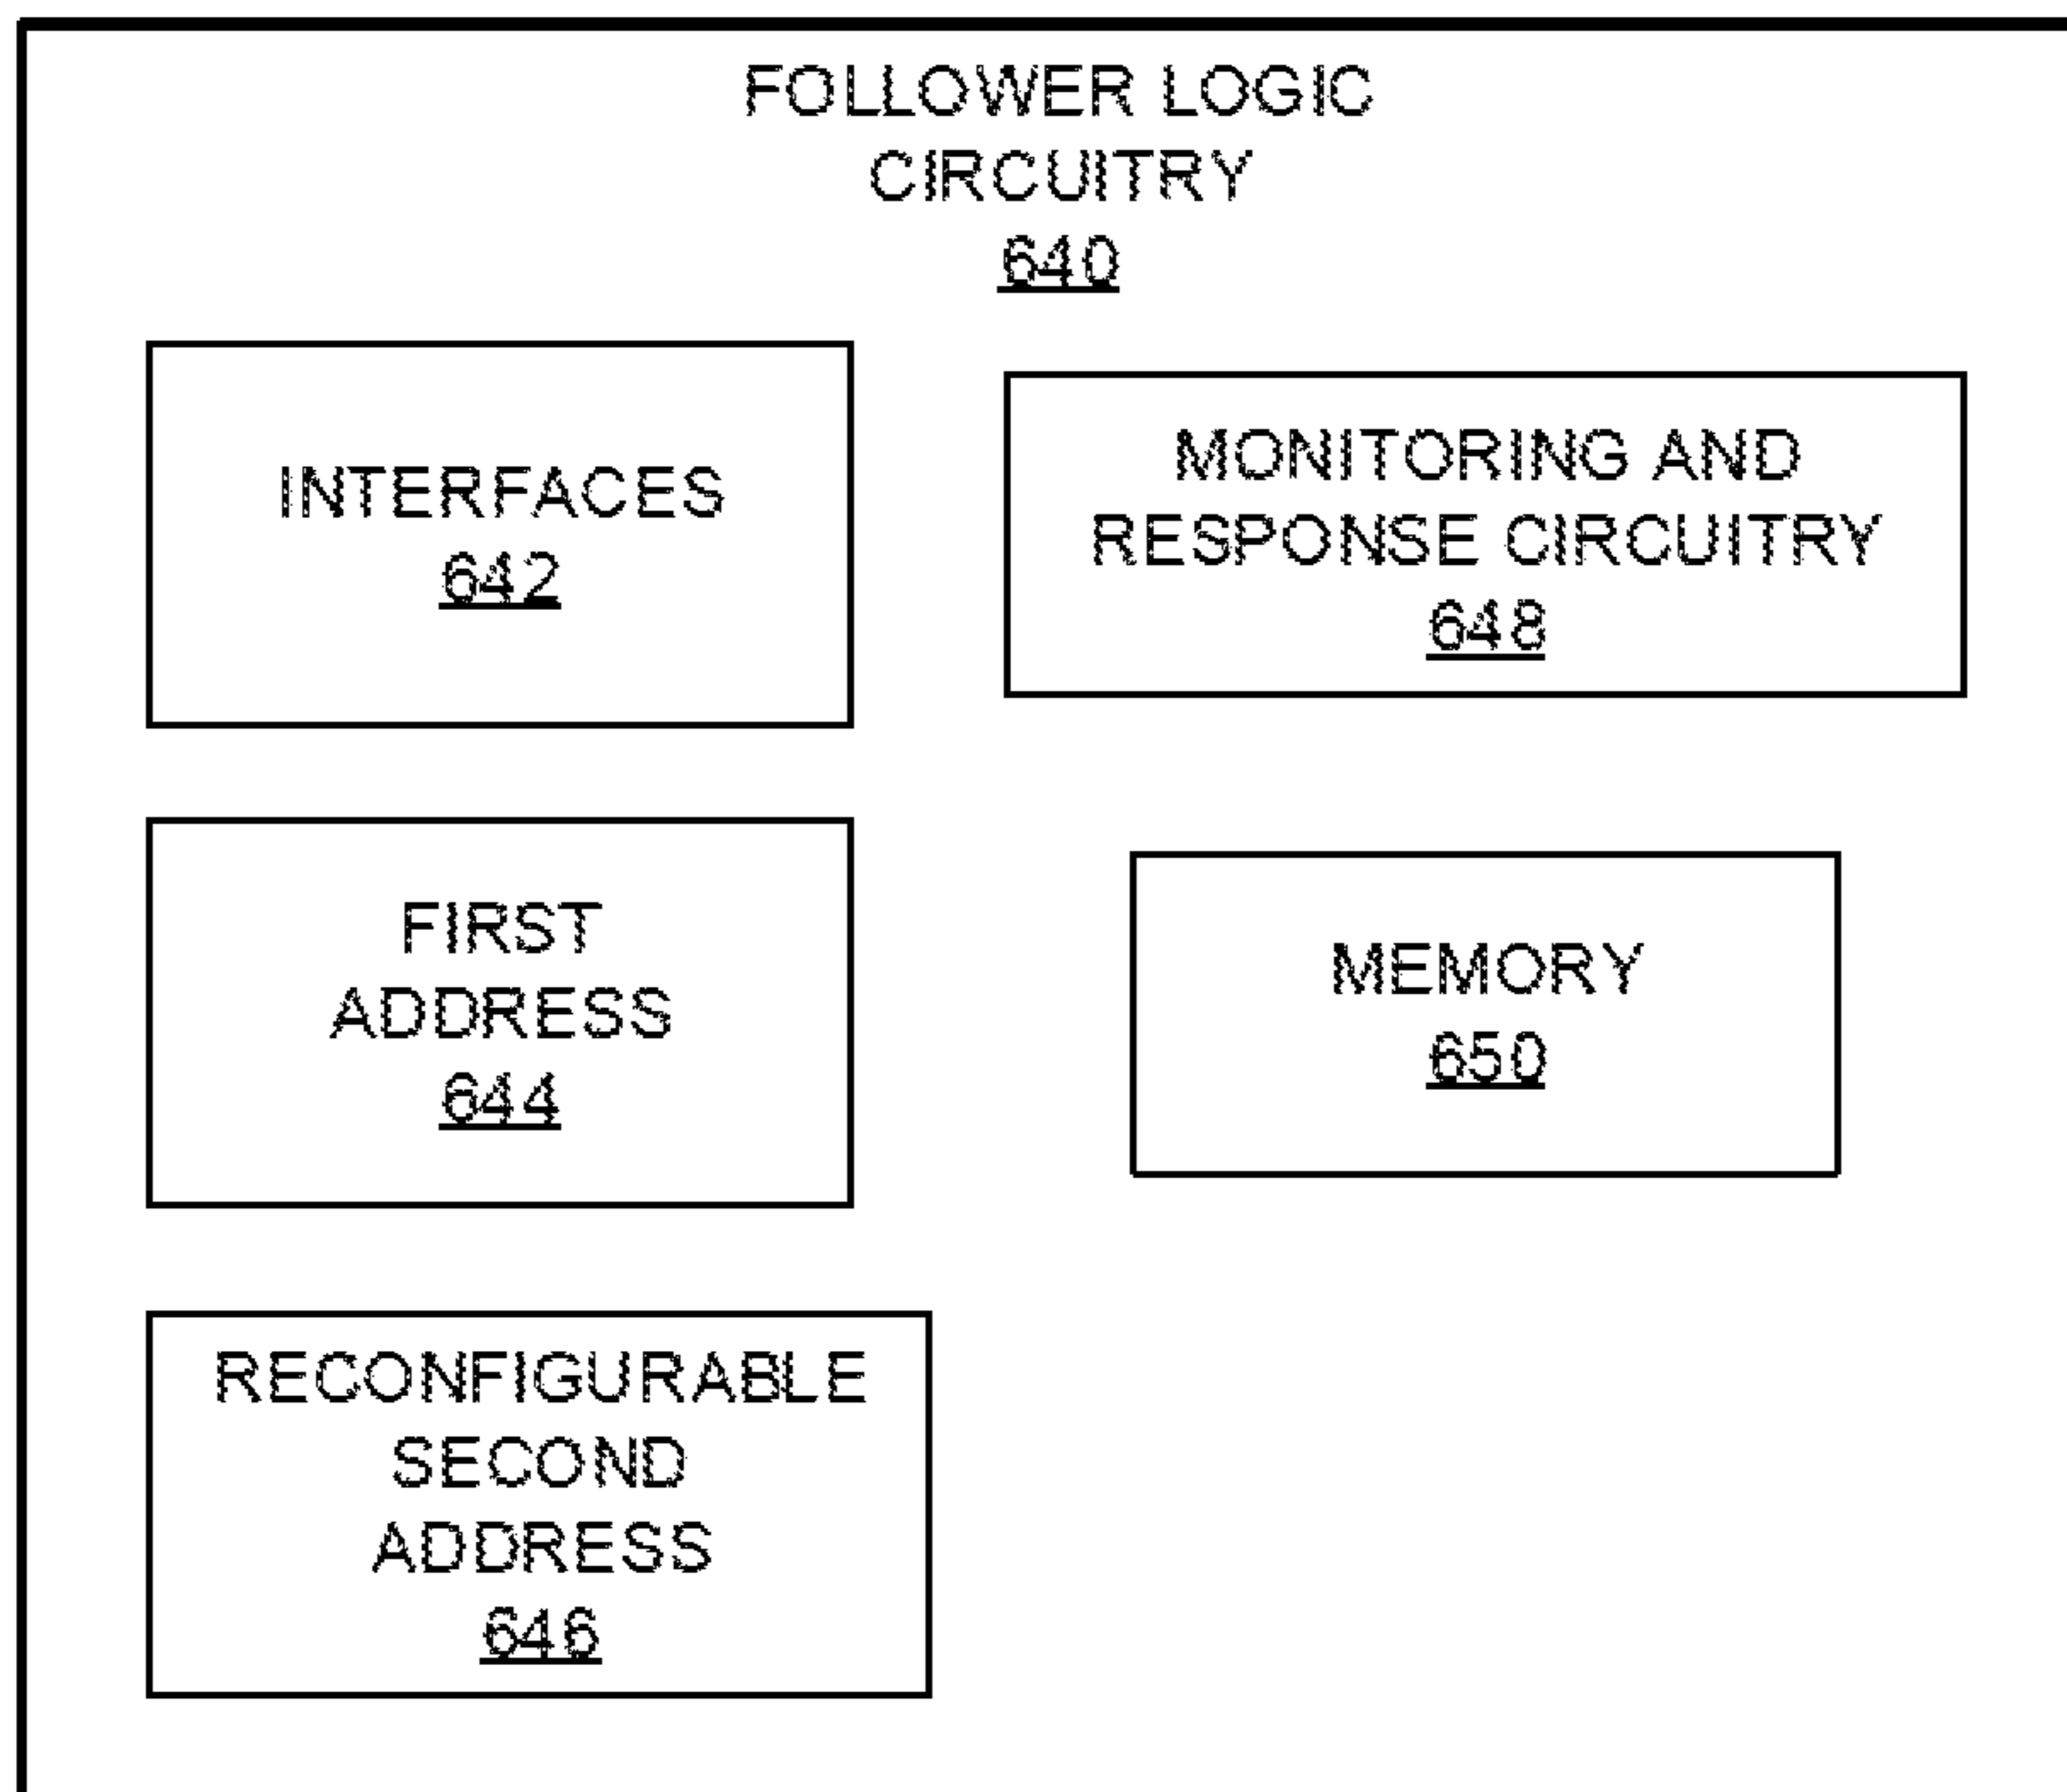 FOLLOWER LOGIC
CIRCUITRY
640
INTERFACES
642
MONITORING AND
RESPONSE CIRCUITRY
648
FIRST
ADDRESS
644
MEMORY
650
RECONFIGURABLE
SECOND
ADDRESS
646